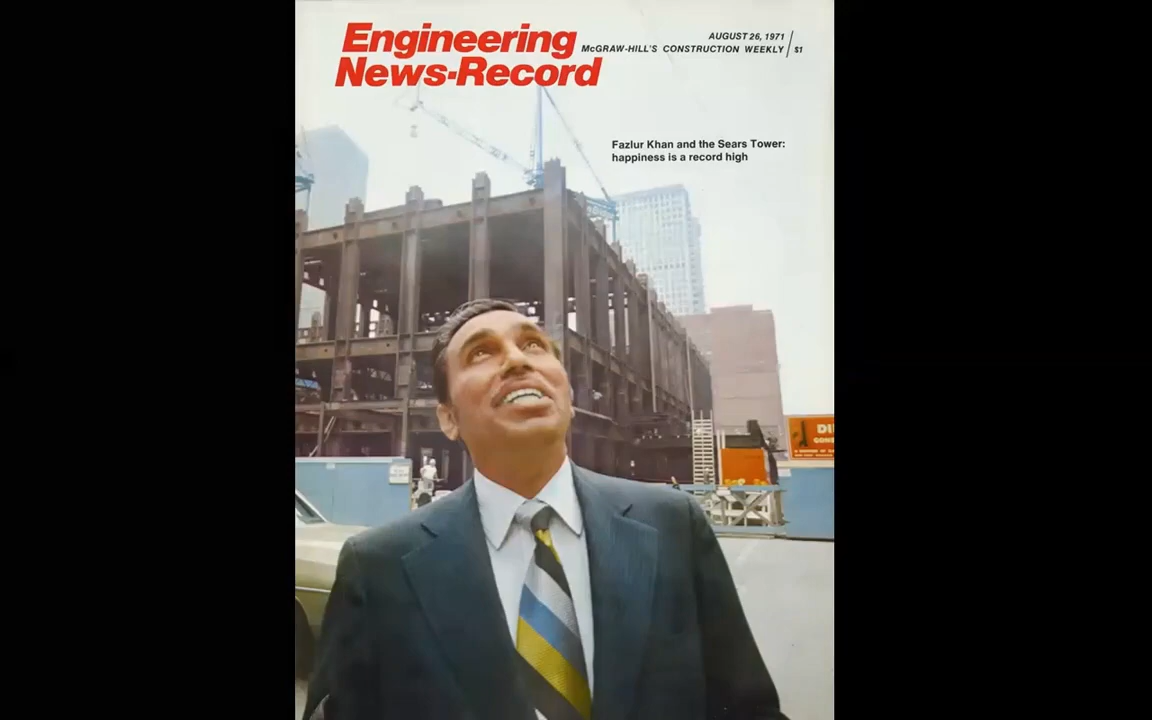 Engineering
News-Record
AUGUST 26, 1971
McGRAW-HILL'S CONSTRUCTION WEEKLY
$1
Fazlur Khan and the Sears Tower:
happiness is a record high